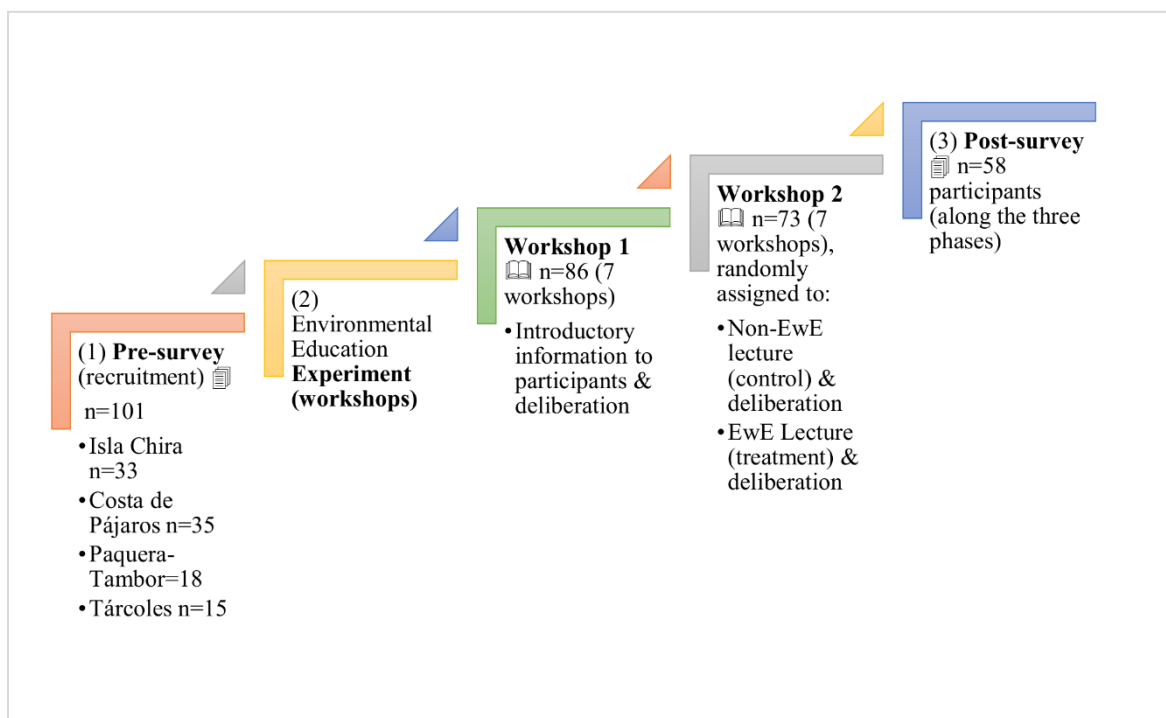 (1) Pre-survey
(recruitment) 🗐
n=101
•Isla Chira
n=33
•Costa de
Pájaros n=35
•Paquera-
Tambor=18
•Tárcoles n=15
(2)
Environmental
Education
Experiment
(workshops)
Workshop 1
🕮 n=86 (7
workshops)
•Introductory
information to
participants &
deliberation
Workshop 2
🕮 n=73 (7
workshops),
randomly
assigned to:
•Non-EwE
lecture
(control) &
deliberation
•EwE Lecture
(treatment) &
deliberation
(3) Post-survey
🗐 n=58
participants
(along the three
phases)